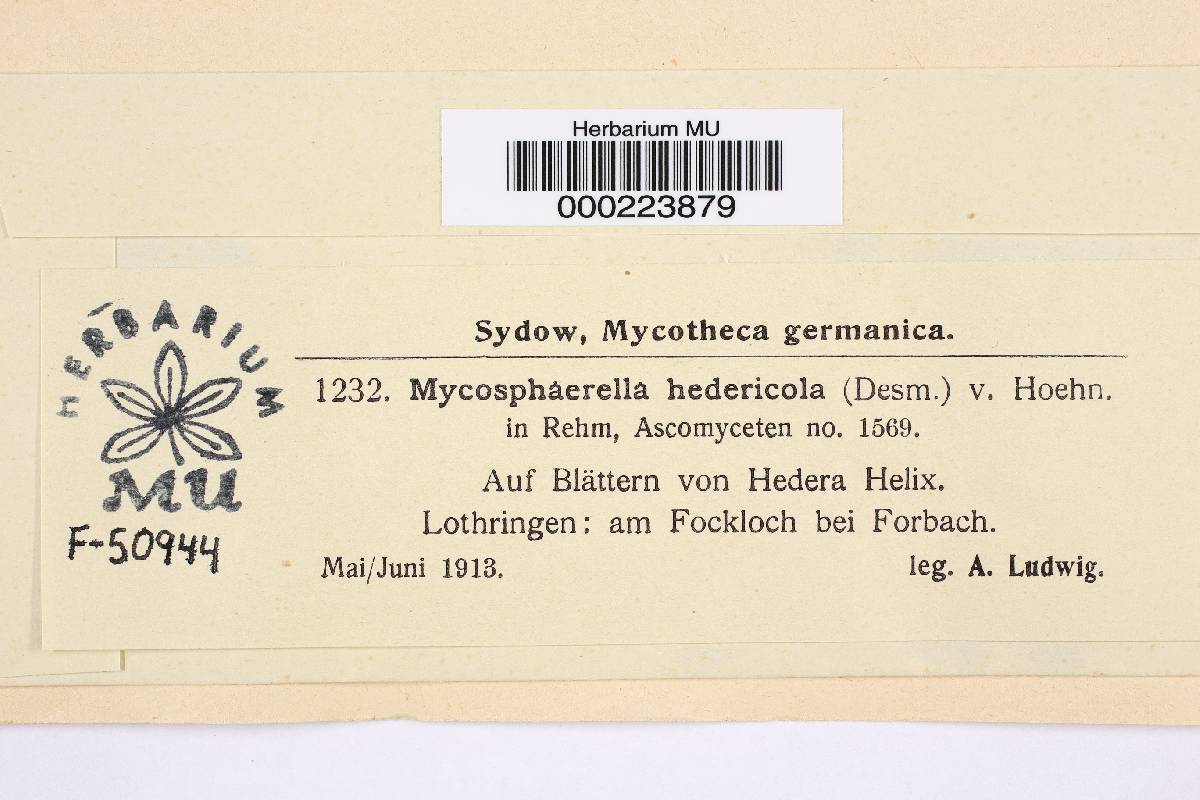 Herbarium MU
000223879
HERBARIUM
MU
F-50944
Sydow, Mycotheca germanica.
1232. Mycosphaerella hedericola (Desm.) v. Hoehn.
in Rehm, Ascomyceten no. 1569.
Auf Blättern von Hedera Helix.
Lothringen: am Fockloch bei Forbach.
Mai/Juni 1913. leg. A. Ludwig.